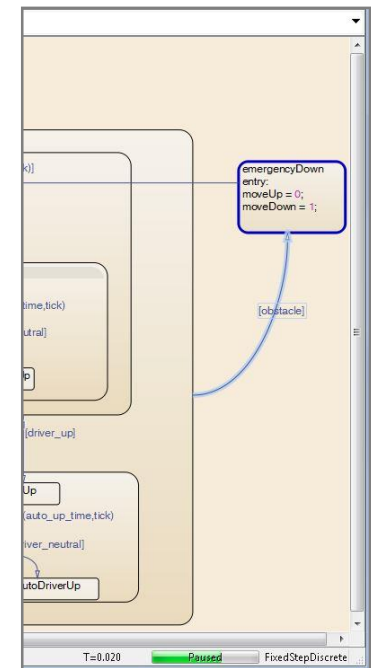 k)]
emergencyDown
entry:
moveUp = 0;
moveDown = 1;
time,tick)
[obstacle]
utral]
p
[driver_up]
Up
(auto_up_time,tick)
iver_neutral]
utoDriverUp
T=0.020
Paused
FixedStepDiscrete